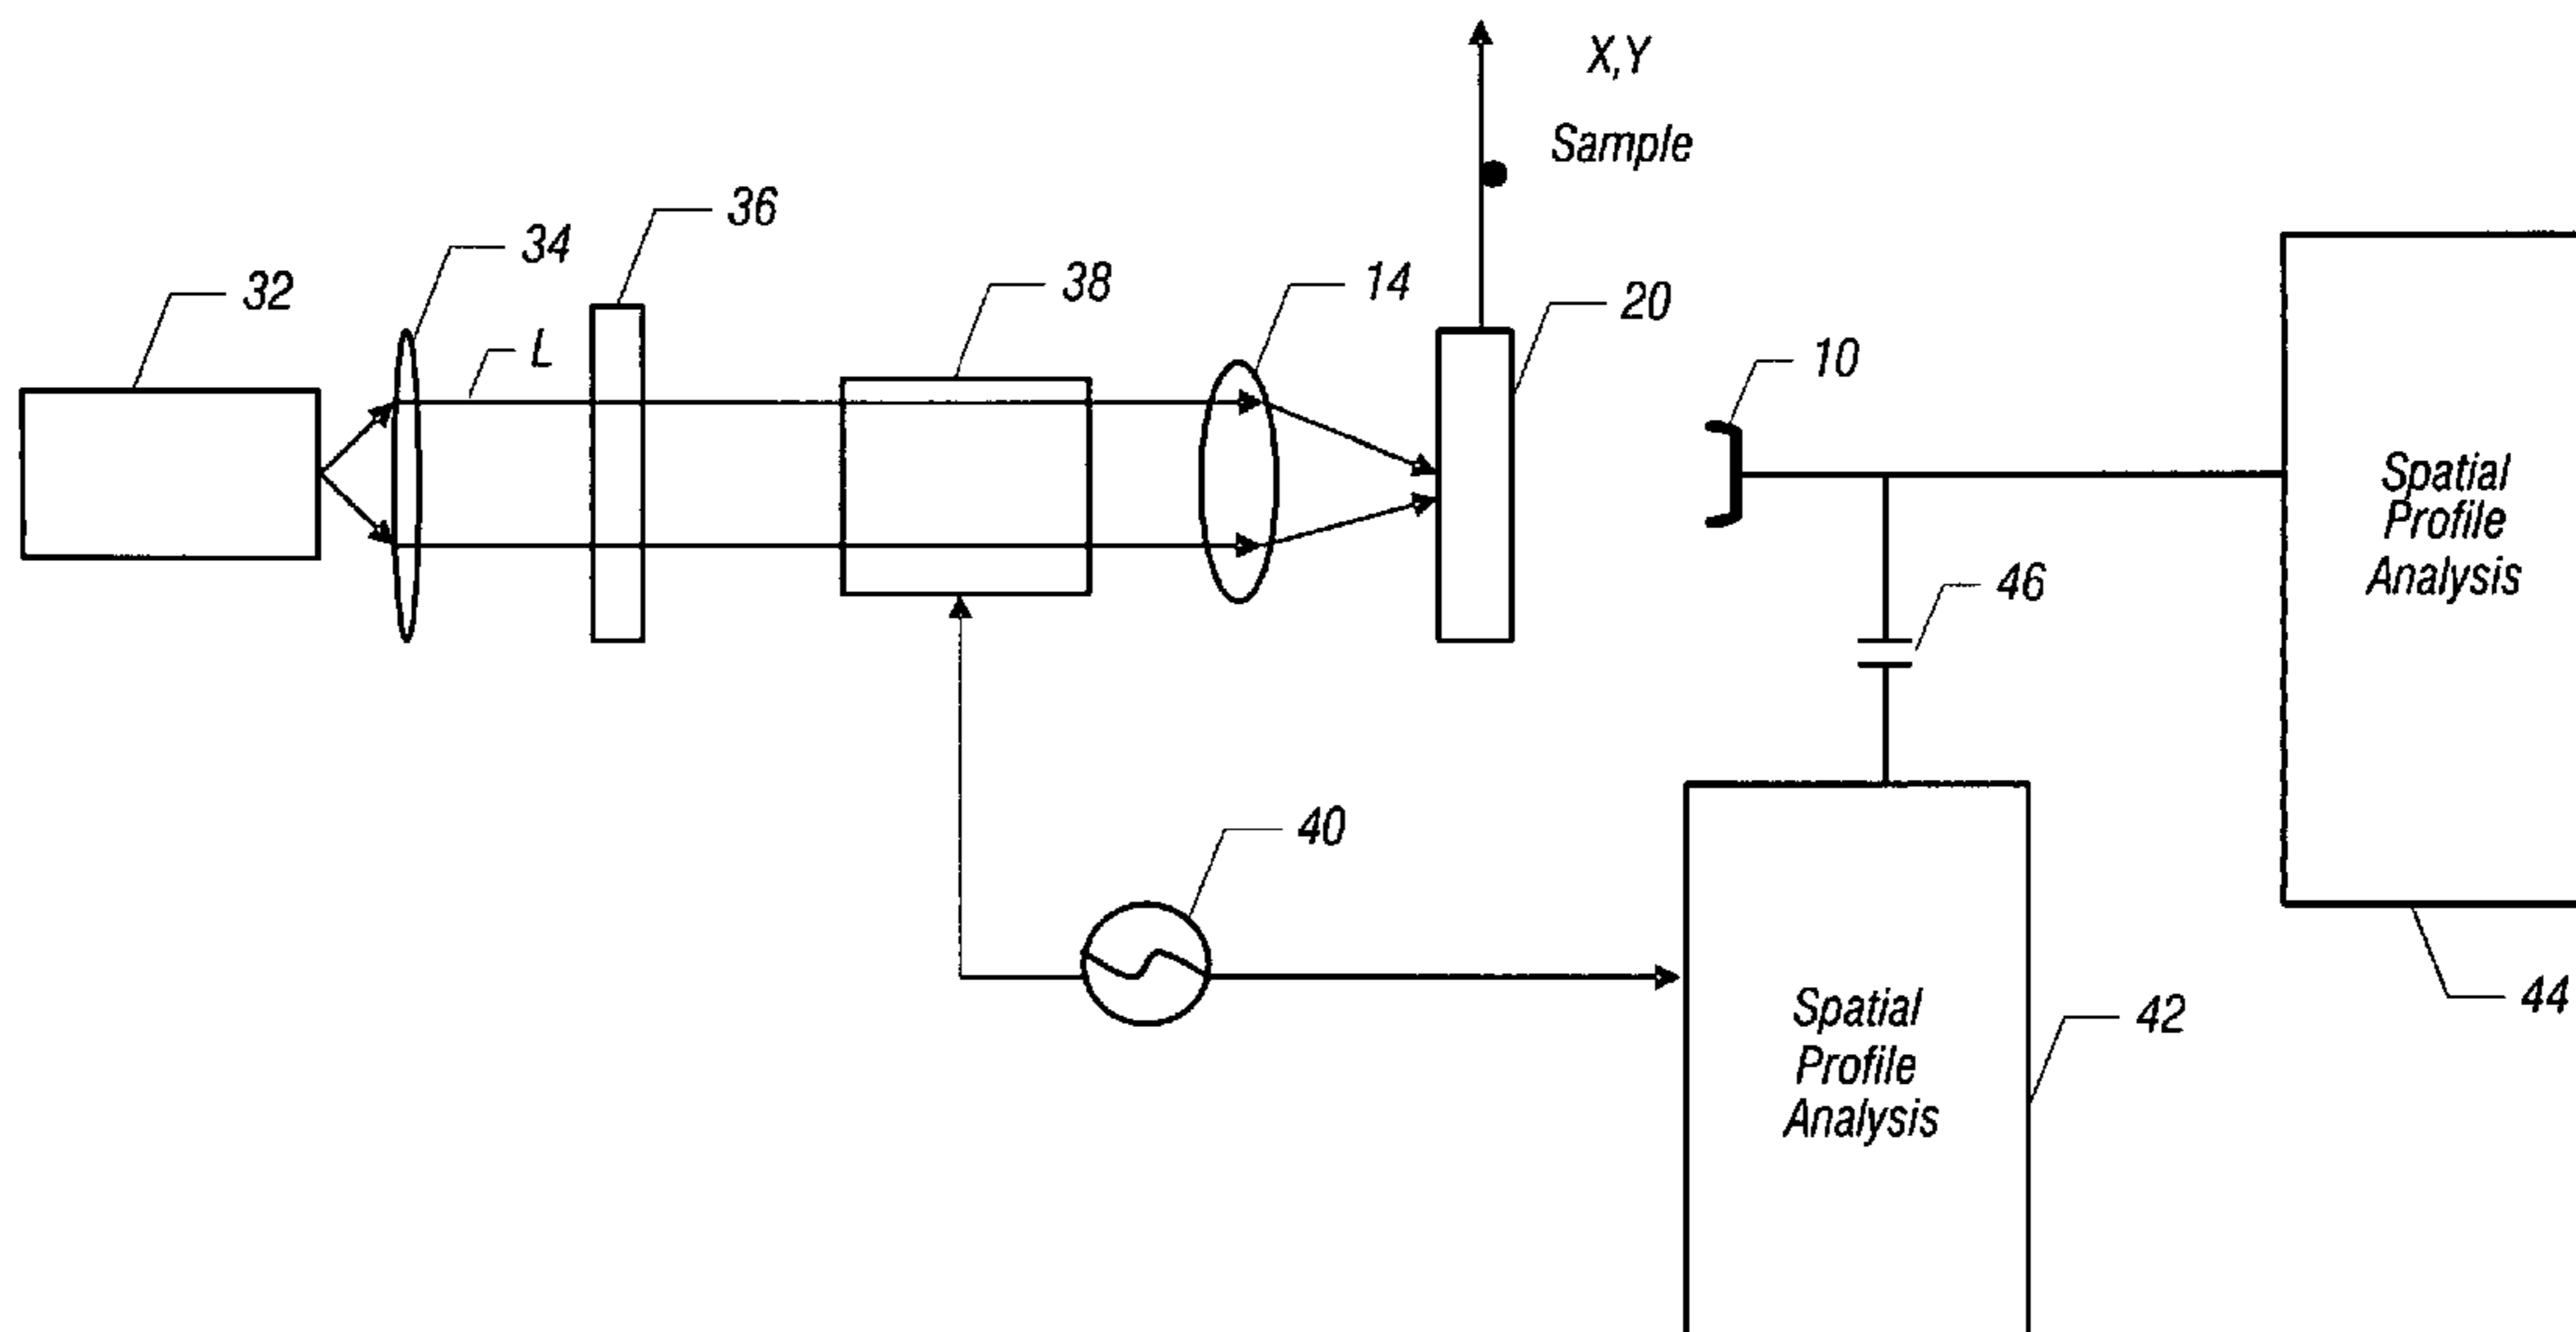 X,Y
Sample
36
34
32
38
14
20
L
10
Spatial
Profile
Analysis
46
40
44
Spatial
Profile
Analysis
42